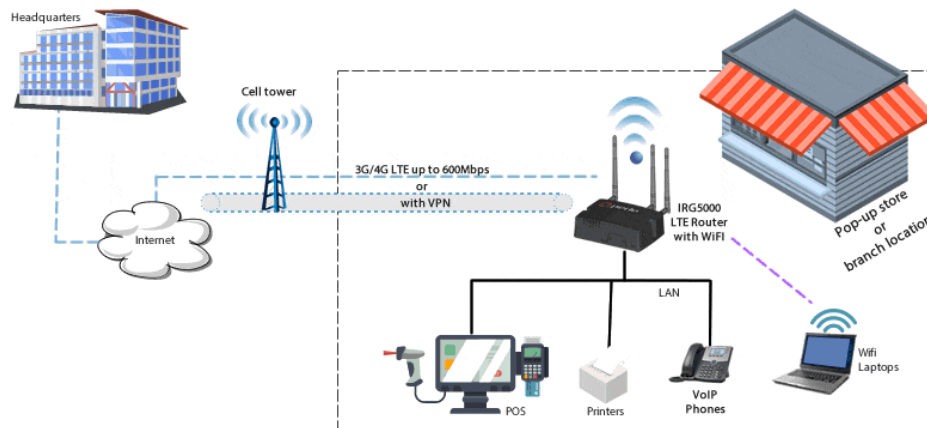 Headquarters
Cell tower
3G/4G LTE up to 600Mbps
or
with VPN
Internet
IRG5000
LTE Router
with WiFI
Pop-up store
or
branch location
LAN
POS
Printers
VoIP
Phones
Wifi
Laptops